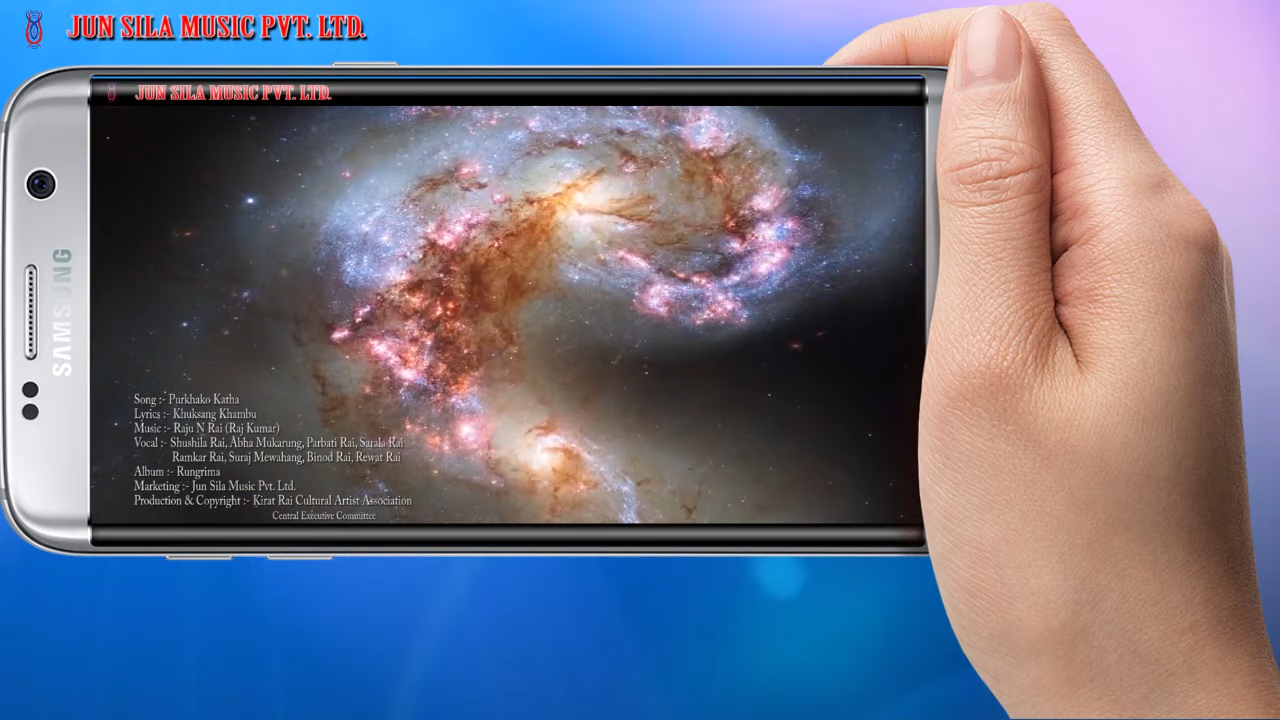 JUN SILA MUSIC PVT. LTD.
JUN SILA MUSIC PVT. LTD.
SAMSUNG
Song :- Purkhako Katha
Lyrics :- Khuksang Khambu
Music :- Raju N Rai (Raj Kumar)
Vocal :- Shushila Rai, Abha Mukarung, Parbati Rai, Sarala Rai
Ramkar Rai, Suraj Mewahang, Binod Rai, Rewat Rai
Album :- Rungrima
Marketing :- Jun Sila Music Pvt. Ltd.
Production & Copyright :- Kirat Rai Cultural Artist Association
Central Executive Committee